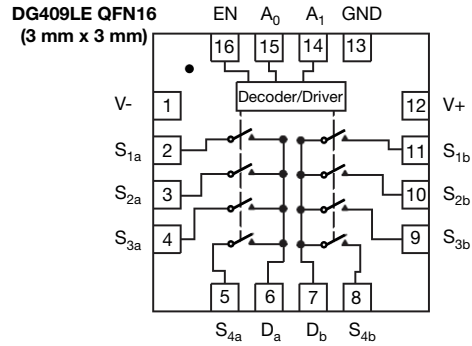 DG409LE QFN16
(3 mm x 3 mm)
EN A₀ A₁ GND
16 15 14 13
Decoder/Driver
V- 1 12 V+
S₁ₐ 2 11 S1b
S₂ₐ 3 10 S2b
S₃ₐ 4 9 S3b
5 6 7 8
S₄ₐ Dₐ Db S4b